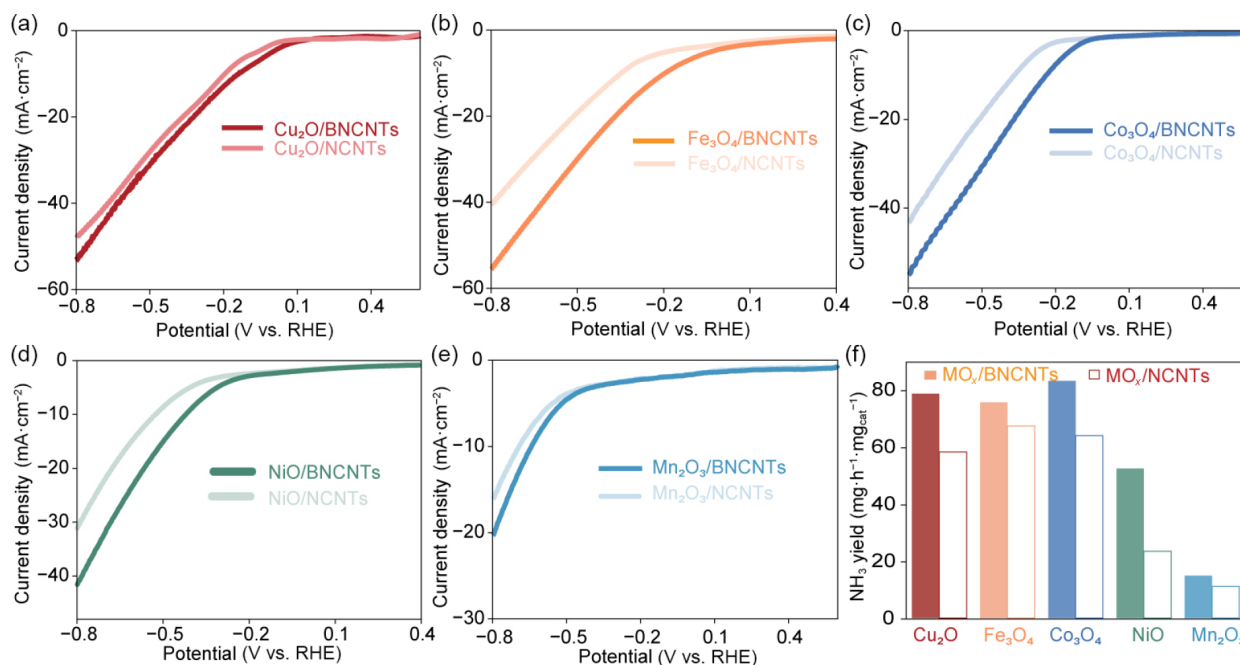 (a)
Current density (mA·cm⁻²)
0
−20
−40
−60
Cu₂O/BNCNTs
Cu₂O/NCNTs
−0.8
−0.5
−0.2
0.1
0.4
Potential (V vs. RHE)
(b)
Current density (mA·cm⁻²)
0
−20
−40
−60
Fe₃O₄/BNCNTs
Fe₃O₄/NCNTs
−0.8
−0.5
−0.2
0.1
0.4
Potential (V vs. RHE)
(c)
Current density (mA·cm⁻²)
0
−20
−40
Co₃O₄/BNCNTs
Co₃O₄/NCNTs
−0.8
−0.5
−0.2
0.1
0.4
Potential (V vs. RHE)
(d)
Current density (mA·cm⁻²)
0
−10
−20
−30
−40
NiO/BNCNTs
NiO/NCNTs
−0.8
−0.5
−0.2
0.1
0.4
Potential (V vs. RHE)
(e)
Current density (mA·cm⁻²)
0
−10
−20
−30
Mn₂O₃/BNCNTs
Mn₂O₃/NCNTs
−0.8
−0.5
−0.2
0.1
0.4
Potential (V vs. RHE)
(f)
NH₃ yield (mg·h⁻¹·mg_cat⁻¹)
80
60
40
20
0
MOₓ/BNCNTs
MOₓ/NCNTs
Cu₂O
Fe₃O₄
Co₃O₄
NiO